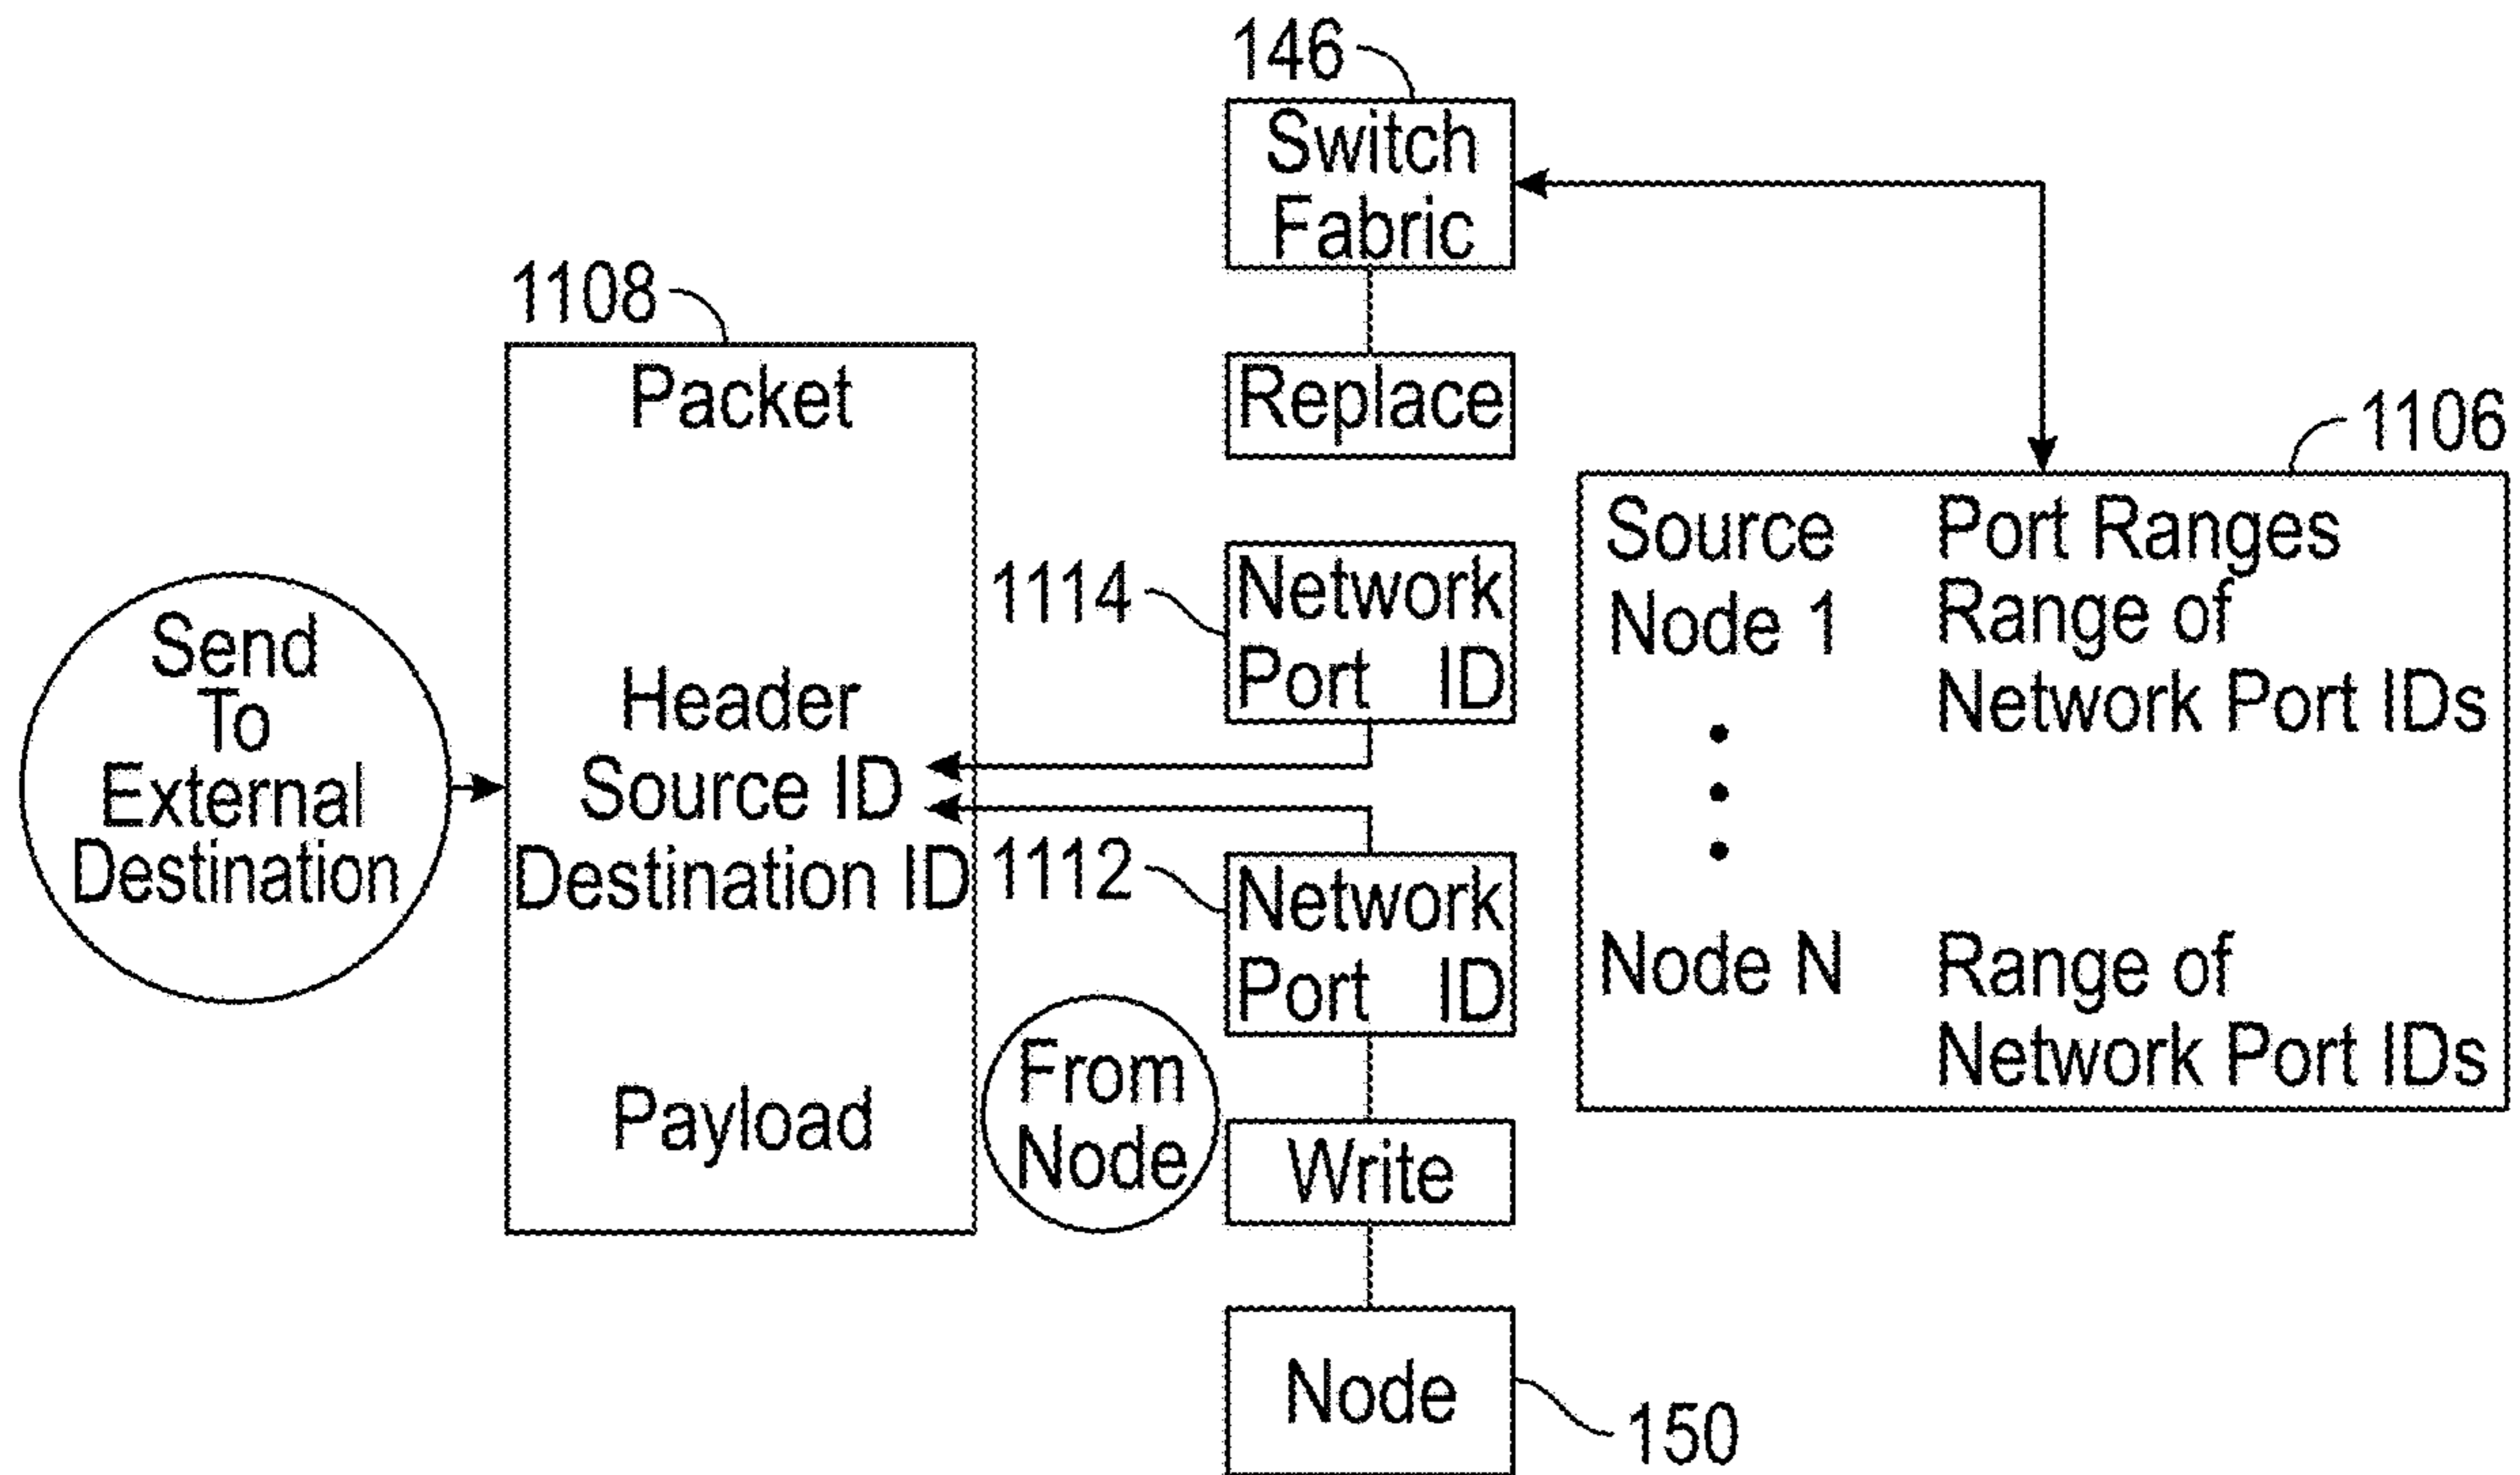 146
Switch
Fabric
1108
Packet
Replace
1106
Source Port Ranges
Node 1 Range of
Network Port IDs
1114
Network
Port ID
Send
To
External
Destination
Header
Source ID
Destination ID
1112
Network
Port ID
Node N Range of
Network Port IDs
From
Node
Payload
Write
Node
150